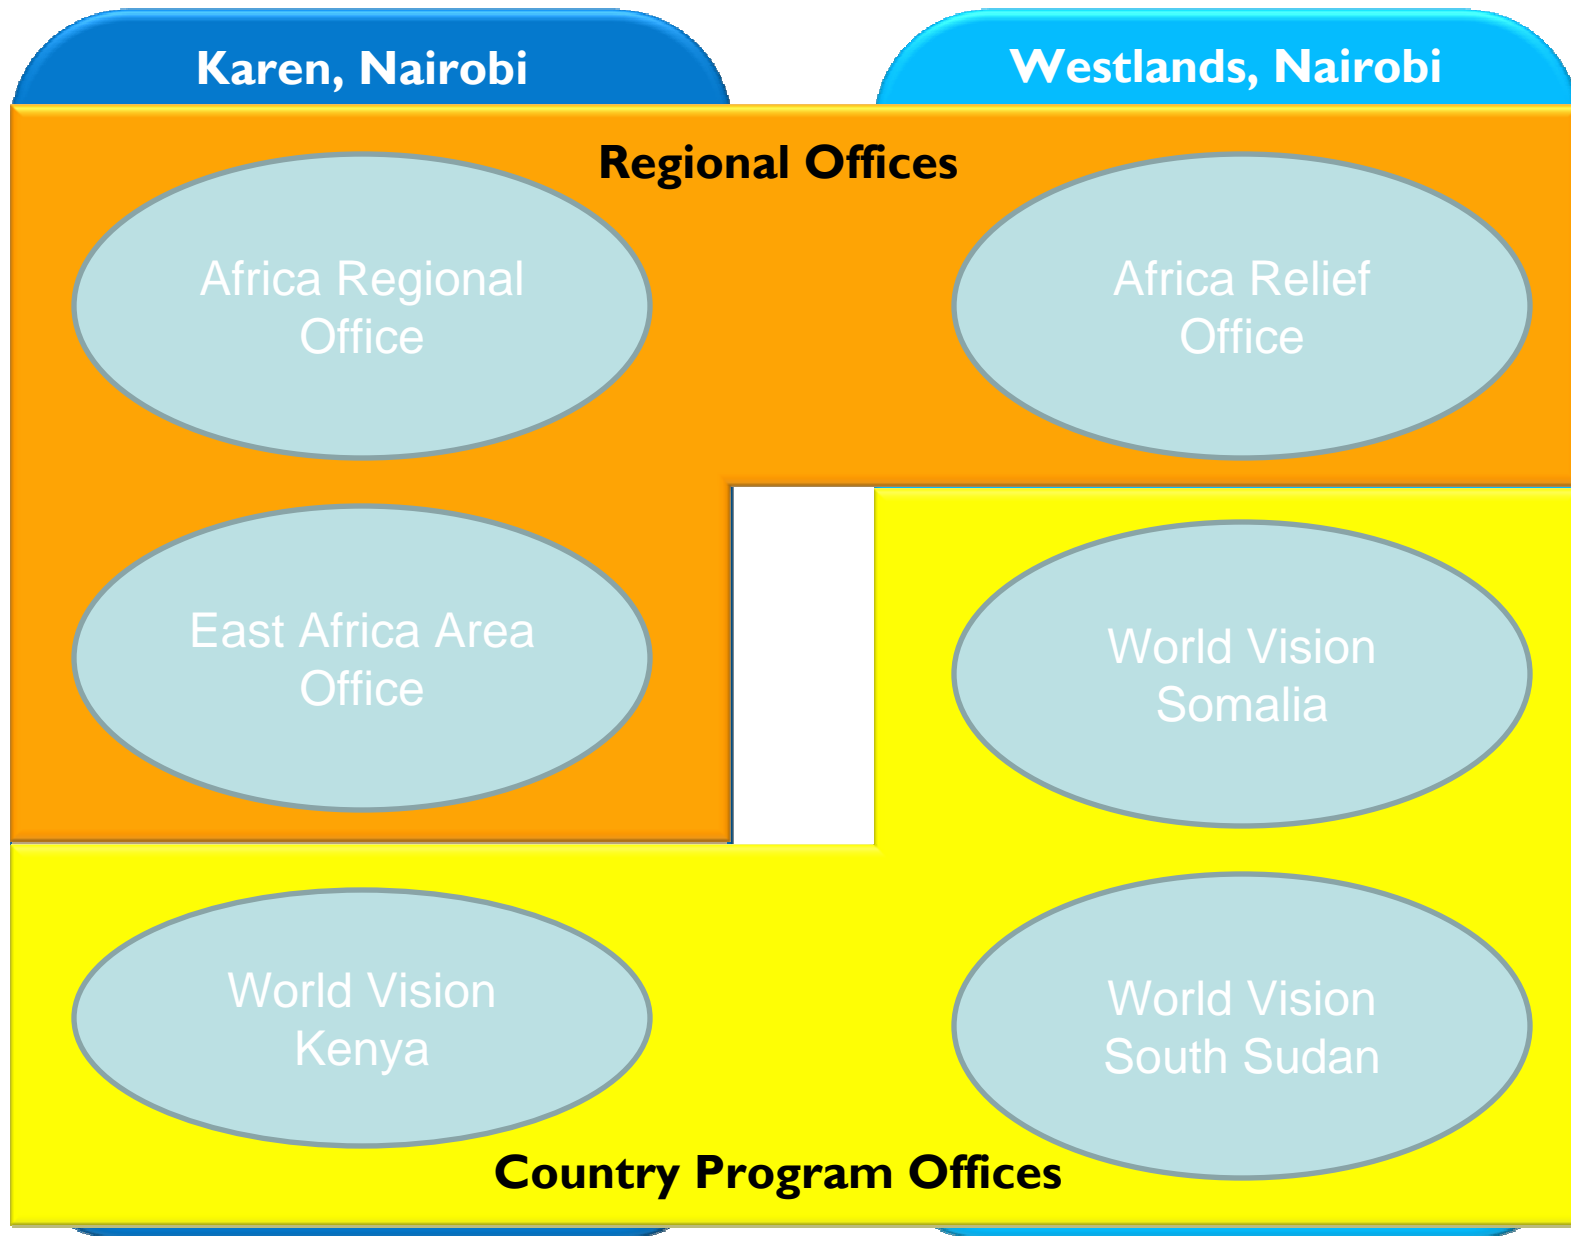 Karen, Nairobi
Westlands, Nairobi
Regional Offices
Africa Regional
Office
Africa Relief
Office
East Africa Area
Office
World Vision
Somalia
World Vision
Kenya
World Vision
South Sudan
Country Program Offices